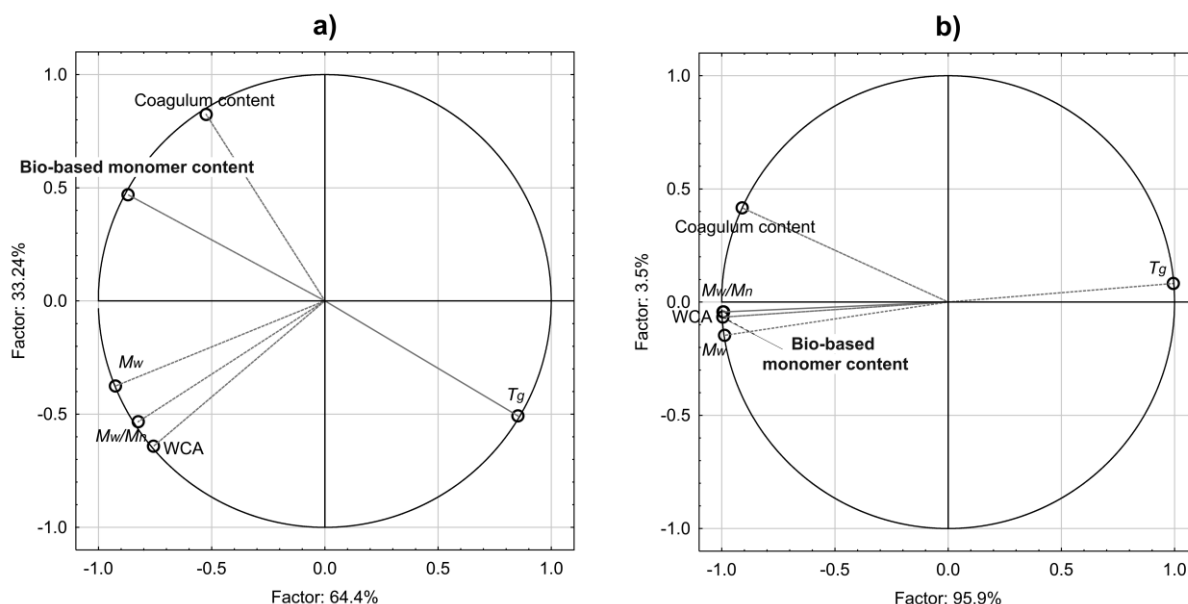 a)
1.0
0.5
0.0
-0.5
-1.0
Factor: 33.24%
Coagulum content
Bio-based monomer content
Mw
Mw/Mn
WCA
Tg
-1.0 -0.5 0.0 0.5 1.0
Factor: 64.4%
b)
1.0
0.5
0.0
-0.5
-1.0
Factor: 3.5%
Coagulum content
Tg
Mw/Mn
WCA
Mw
Bio-based
monomer content
-1.0 -0.5 0.0 0.5 1.0
Factor: 95.9%